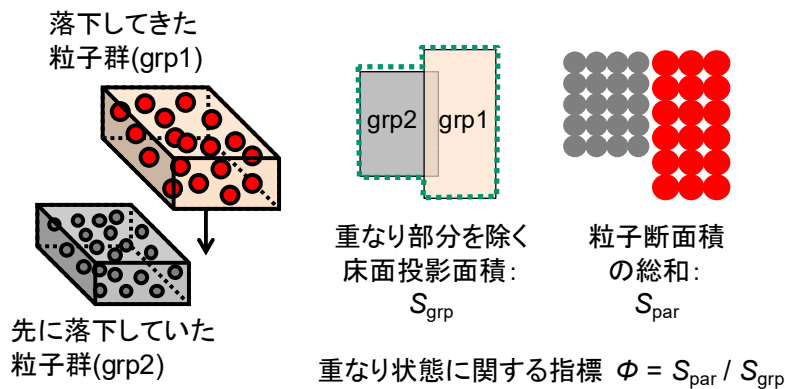 落下してきた
粒子群(grp1)
先に落下していた
粒子群(grp2)
grp2
grp1
重なり部分を除く
床面投影面積:
Sgrp
粒子断面積
の総和:
Spar
重なり状態に関する指標 Φ = Spar / Sgrp